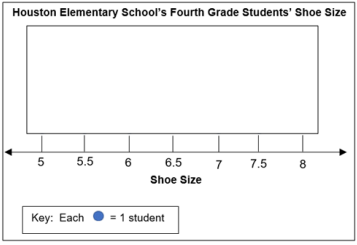 Houston Elementary School's Fourth Grade Students' Shoe Size
5 5.5 6 6.5 7 7.5 8
Shoe Size
Key: Each = 1 student